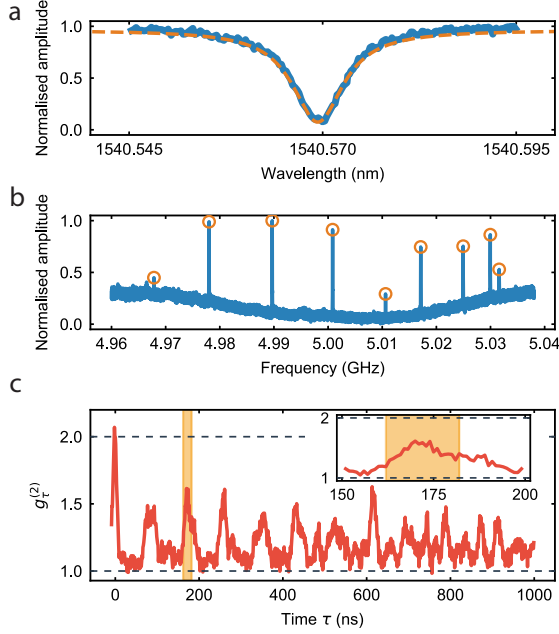 a
Normalised amplitude
1.0
0.5
0.0
1540.545 1540.570 1540.595
Wavelength (nm)
b
Normalised amplitude
1.0
0.5
0.0
4.96 4.97 4.98 4.99 5.00 5.01 5.02 5.03 5.04
Frequency (GHz)
c
g_τ^(2)
2.0
1.5
1.0
2
1
150 175 200
0 200 400 600 800 1000
Time τ (ns)